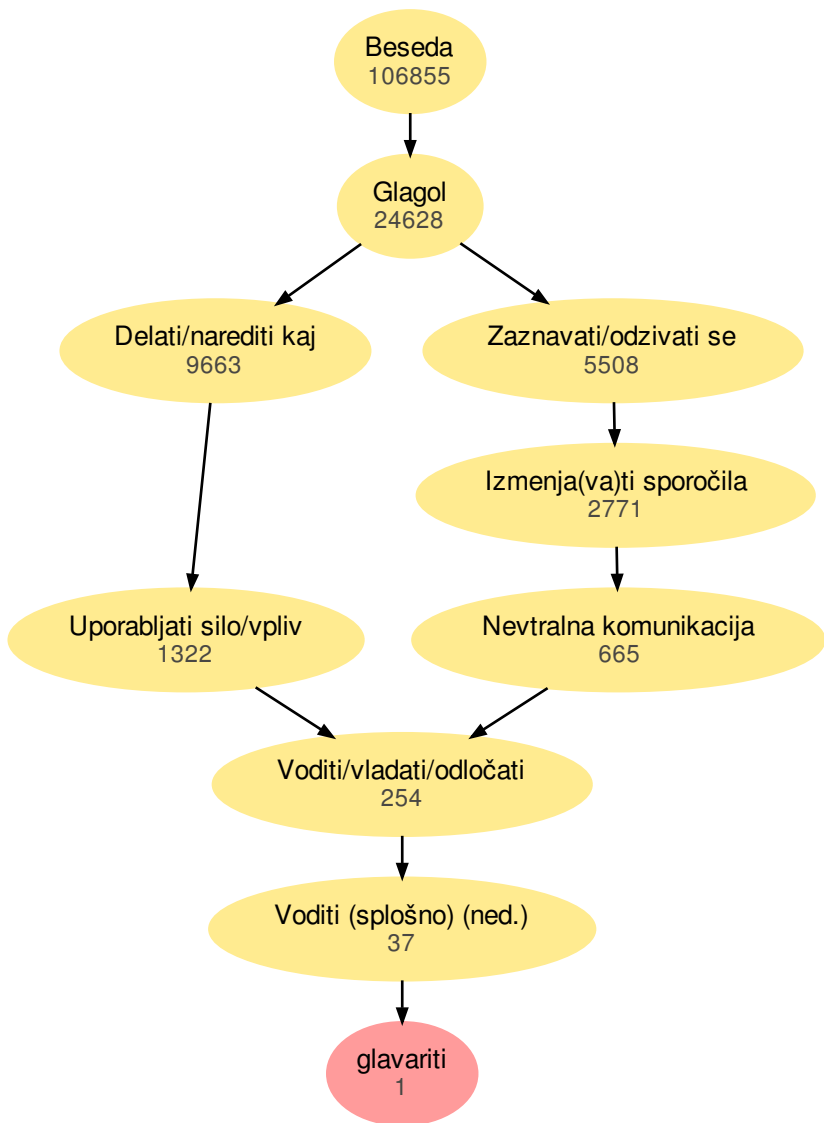 Beseda
106855
Glagol
24628
Delati/narediti kaj
9663
Zaznavati/odzivati se
5508
Izmenja(va)ti sporočila
2771
Uporabljati silo/vpliv
1322
Nevtralna komunikacija
665
Voditi/vladati/odločati
254
Voditi (splošno) (ned.)
37
glavariti
1